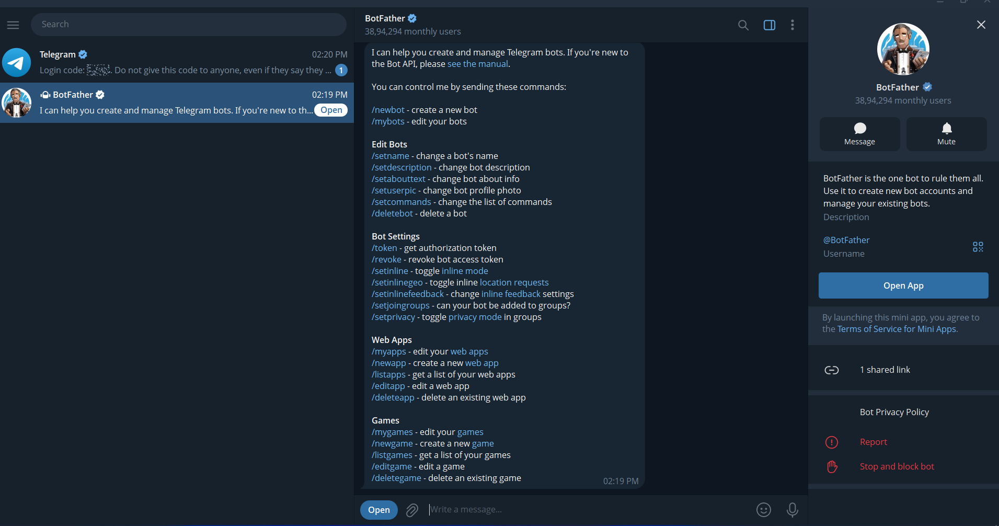 Search
Telegram
02:20 PM
Login code: . Do not give this code to anyone, even if they say they ...
1
BotFather
02:19 PM
I can help you create and manage Telegram bots. If you're new to th...
Open
BotFather
38,94,294 monthly users
I can help you create and manage Telegram bots. If you're new to
the Bot API, please see the manual.
You can control me by sending these commands:
/newbot - create a new bot
/mybots - edit your bots
Edit Bots
/setname - change a bot's name
/setdescription - change bot description
/setabouttext - change bot about info
/setuserpic - change bot profile photo
/setcommands - change the list of commands
/deletebot - delete a bot
Bot Settings
/token - get authorization token
/revoke - revoke bot access token
/setinline - toggle inline mode
/setinlinegeo - toggle inline location requests
/setinlinefeedback - change inline feedback settings
/setjoingroups - can your bot be added to groups?
/setprivacy - toggle privacy mode in groups
Web Apps
/myapps - edit your web apps
/newapp - create a new web app
/listapps - get a list of your web apps
/editapp - edit a web app
/deleteapp - delete an existing web app
Games
/mygames - edit your games
/newgame - create a new game
/listgames - get a list of your games
/editgame - edit a game
/deletegame - delete an existing game
02:19 PM
Open
Write a message...
BotFather
38,94,294 monthly users
Message
Mute
BotFather is the one bot to rule them all.
Use it to create new bot accounts and
manage your existing bots.
Description
@BotFather
Username
Open App
By launching this mini app, you agree to
the Terms of Service for Mini Apps.
1 shared link
Bot Privacy Policy
Report
Stop and block bot